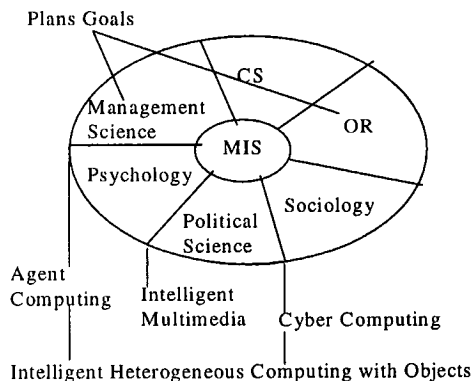 Plans Goals
CS
Management
Science
OR
MIS
Psychology
Sociology
Political
Science
Agent
Computing
Intelligent
Multimedia
Cyber Computing
Intelligent Heterogeneous Computing with Objects